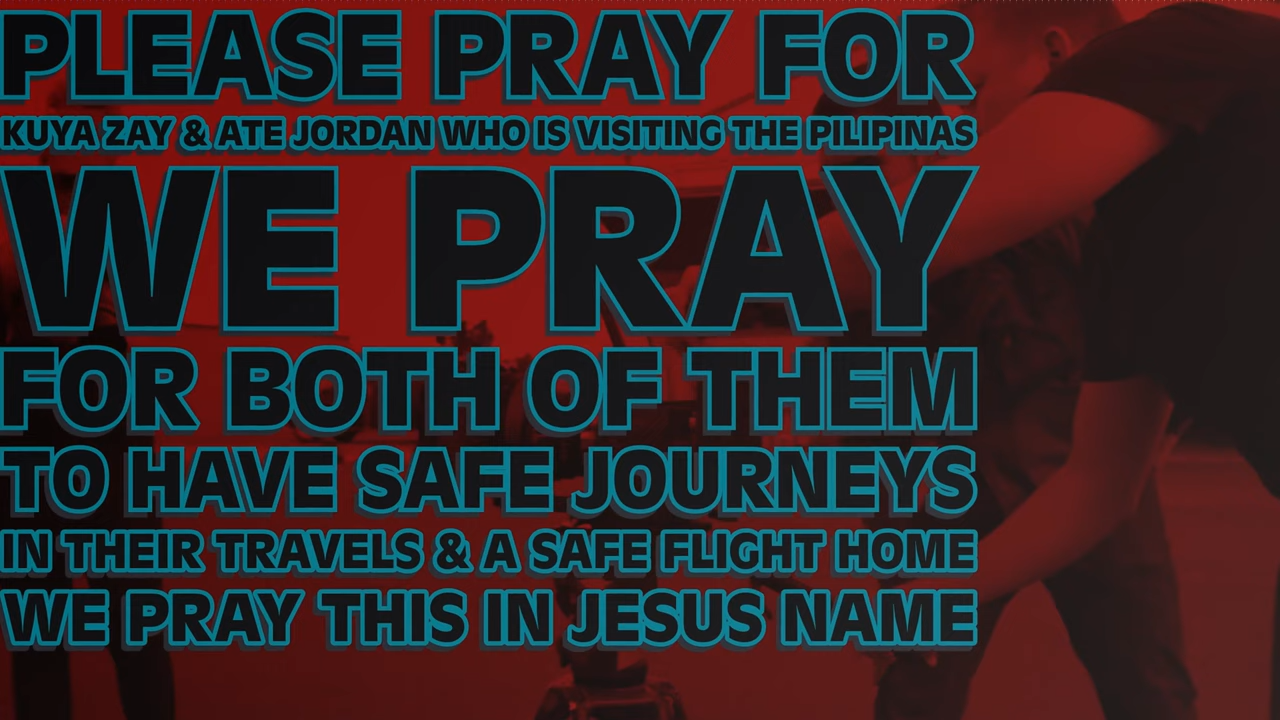 PLEASE PRAY FOR
KUYA ZAY & ATE JORDAN WHO IS VISITING THE PILIPINAS
WE PRAY
FOR BOTH OF THEM
TO HAVE SAFE JOURNEYS
IN THEIR TRAVELS & A SAFE FLIGHT HOME
WE PRAY THIS IN JESUS NAME